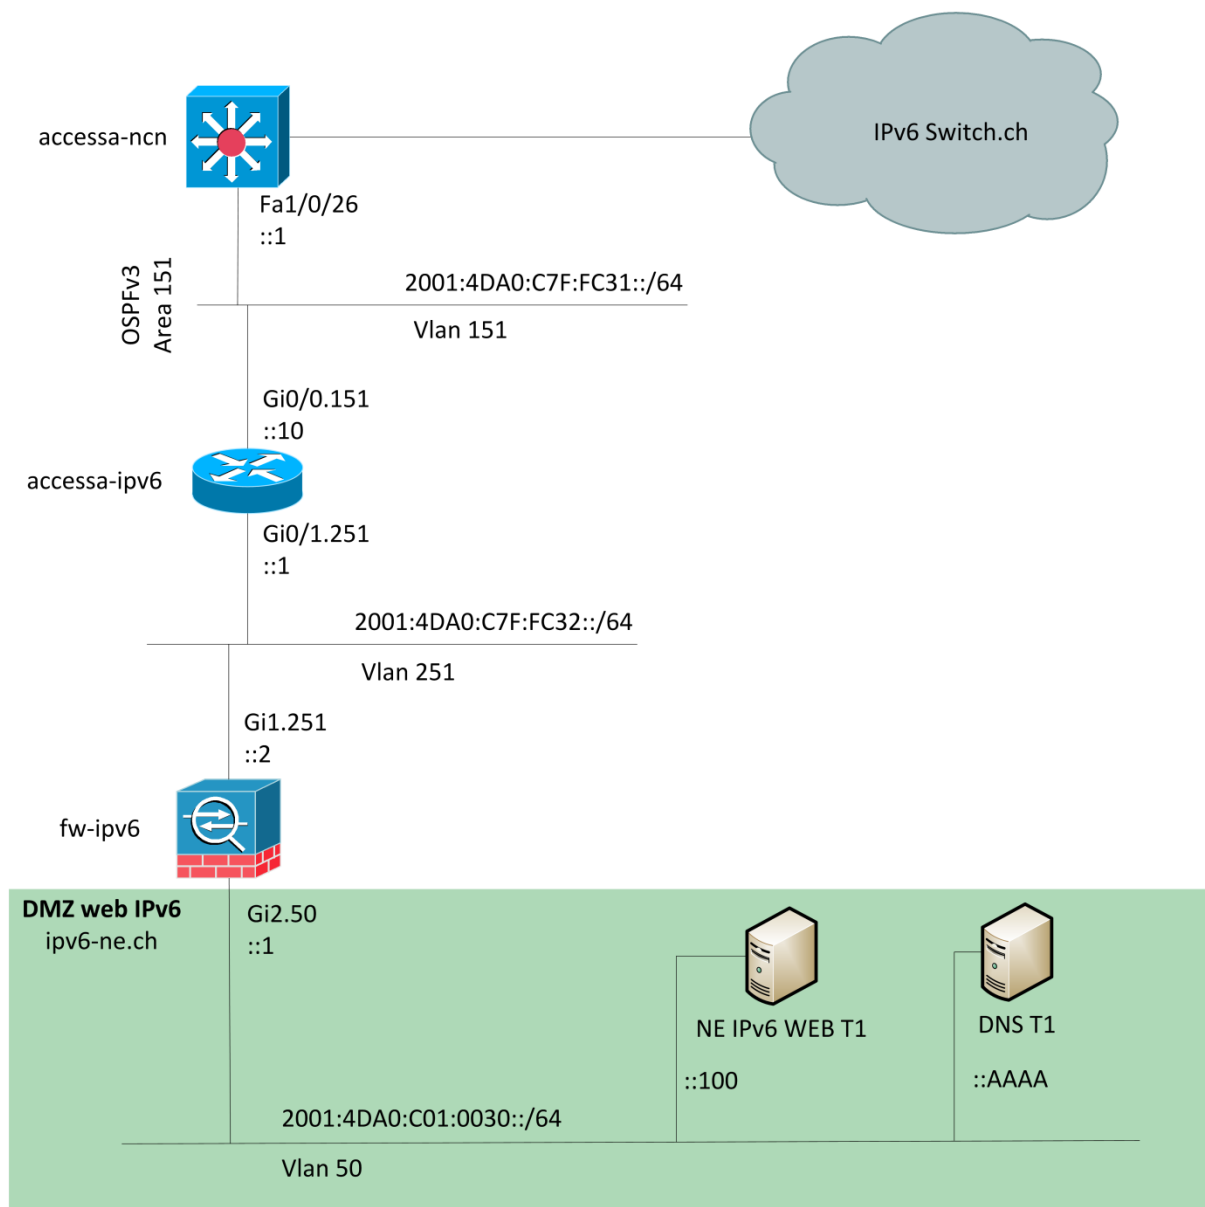 accessa-ncn
IPv6 Switch.ch
Fa1/0/26
::1
OSPFv3
Area 151
2001:4DA0:C7F:FC31::/64
Vlan 151
Gi0/0.151
::10
accessa-ipv6
Gi0/1.251
::1
2001:4DA0:C7F:FC32::/64
Vlan 251
Gi1.251
::2
fw-ipv6
DMZ web IPv6
ipv6-ne.ch
Gi2.50
::1
NE IPv6 WEB T1
DNS T1
::100
::AAAA
2001:4DA0:C01:0030::/64
Vlan 50